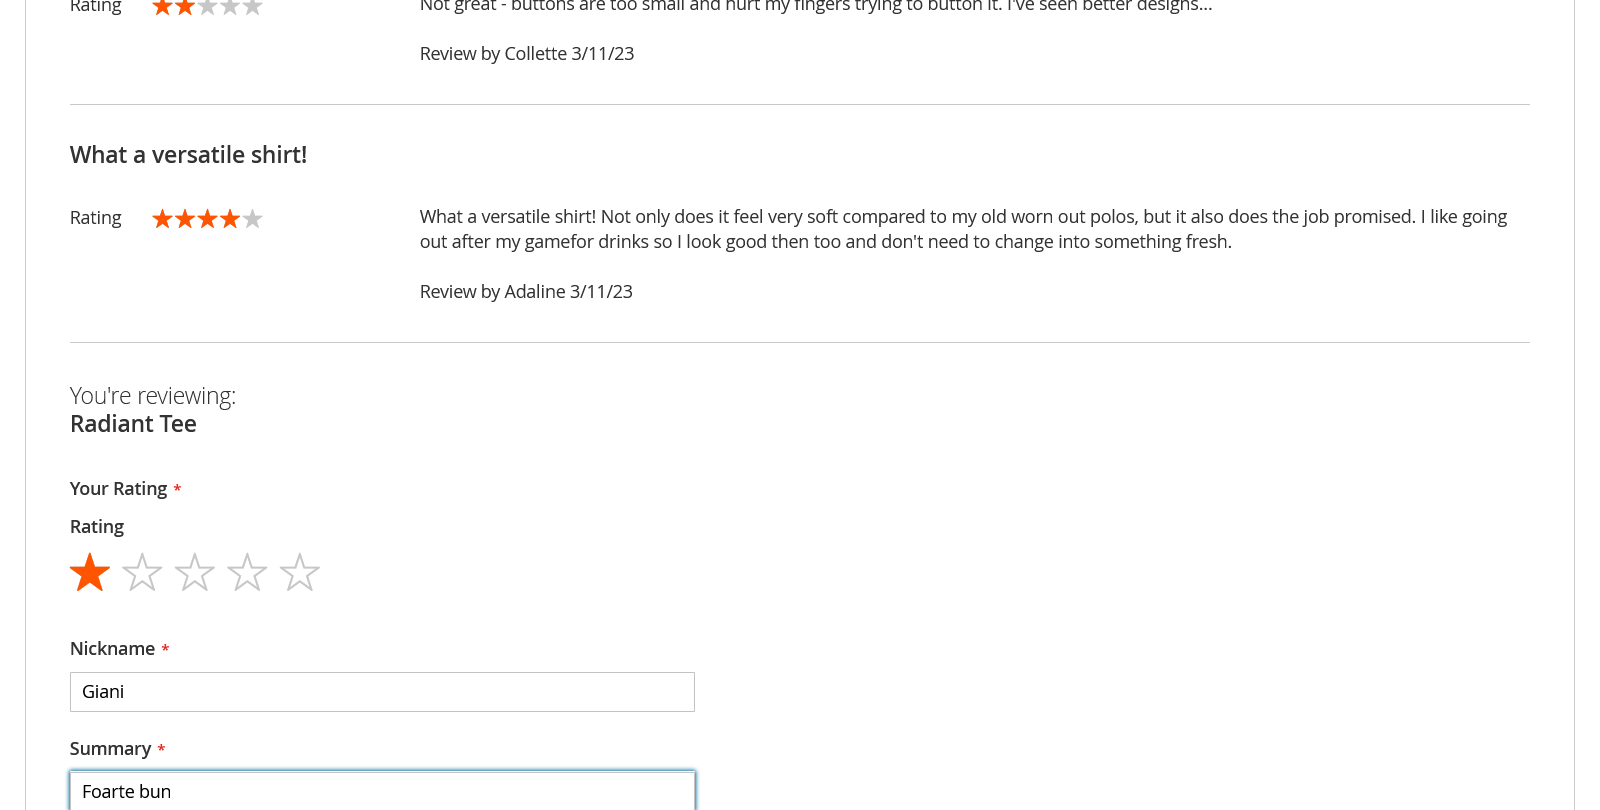 Rating
Not great - buttons are too small and hurt my fingers trying to button it. I've seen better designs...
Review by Collette 3/11/23
What a versatile shirt!
Rating
What a versatile shirt! Not only does it feel very soft compared to my old worn out polos, but it also does the job promised. I like going
out after my gamefor drinks so I look good then too and don't need to change into something fresh.
Review by Adaline 3/11/23
You're reviewing:
Radiant Tee
Your Rating *
Rating
Nickname *
Giani
Summary *
Foarte bun